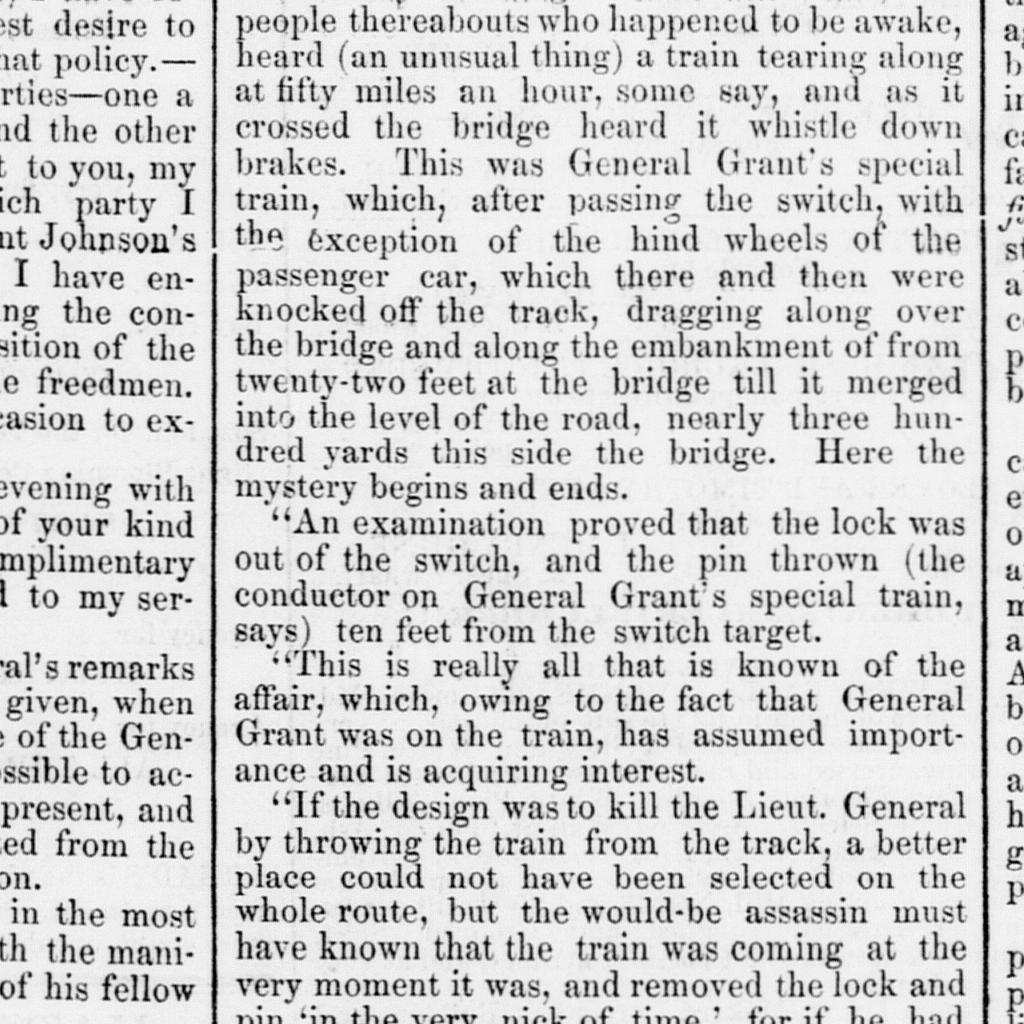 est desire to
hat policy.—
rties—one a
nd the other
t to you, my
ich party I
nt Johnson's
I have en-
ng the con-
sition of the
e freedmen.
casion to ex-
evening with
of your kind
mplimentary
d to my ser-
ral's remarks
given, when
e of the Gen-
ossible to ac-
present, and
ted from the
on.
in the most
th the mani-
of his fellow
people thereabouts who happened to be awake,
heard (an unusual thing) a train tearing along
at fifty miles an hour, some say, and as it
crossed the bridge heard it whistle down
brakes. This was General Grant's special
train, which, after passing the switch, with
the exception of the hind wheels of the
passenger car, which there and then were
knocked off the track, dragging along over
the bridge and along the embankment of from
twenty-two feet at the bridge till it merged
into the level of the road, nearly three hun-
dred yards this side the bridge. Here the
mystery begins and ends.
"An examination proved that the lock was
out of the switch, and the pin thrown (the
conductor on General Grant's special train,
says) ten feet from the switch target.
"This is really all that is known of the
affair, which, owing to the fact that General
Grant was on the train, has assumed import-
ance and is acquiring interest.
"If the design was to kill the Lieut. General
by throwing the train from the track, a better
place could not have been selected on the
whole route, but the would-be assassin must
have known that the train was coming at the
very moment it was, and removed the lock and
pin 'in the very nick of time,' for if he had